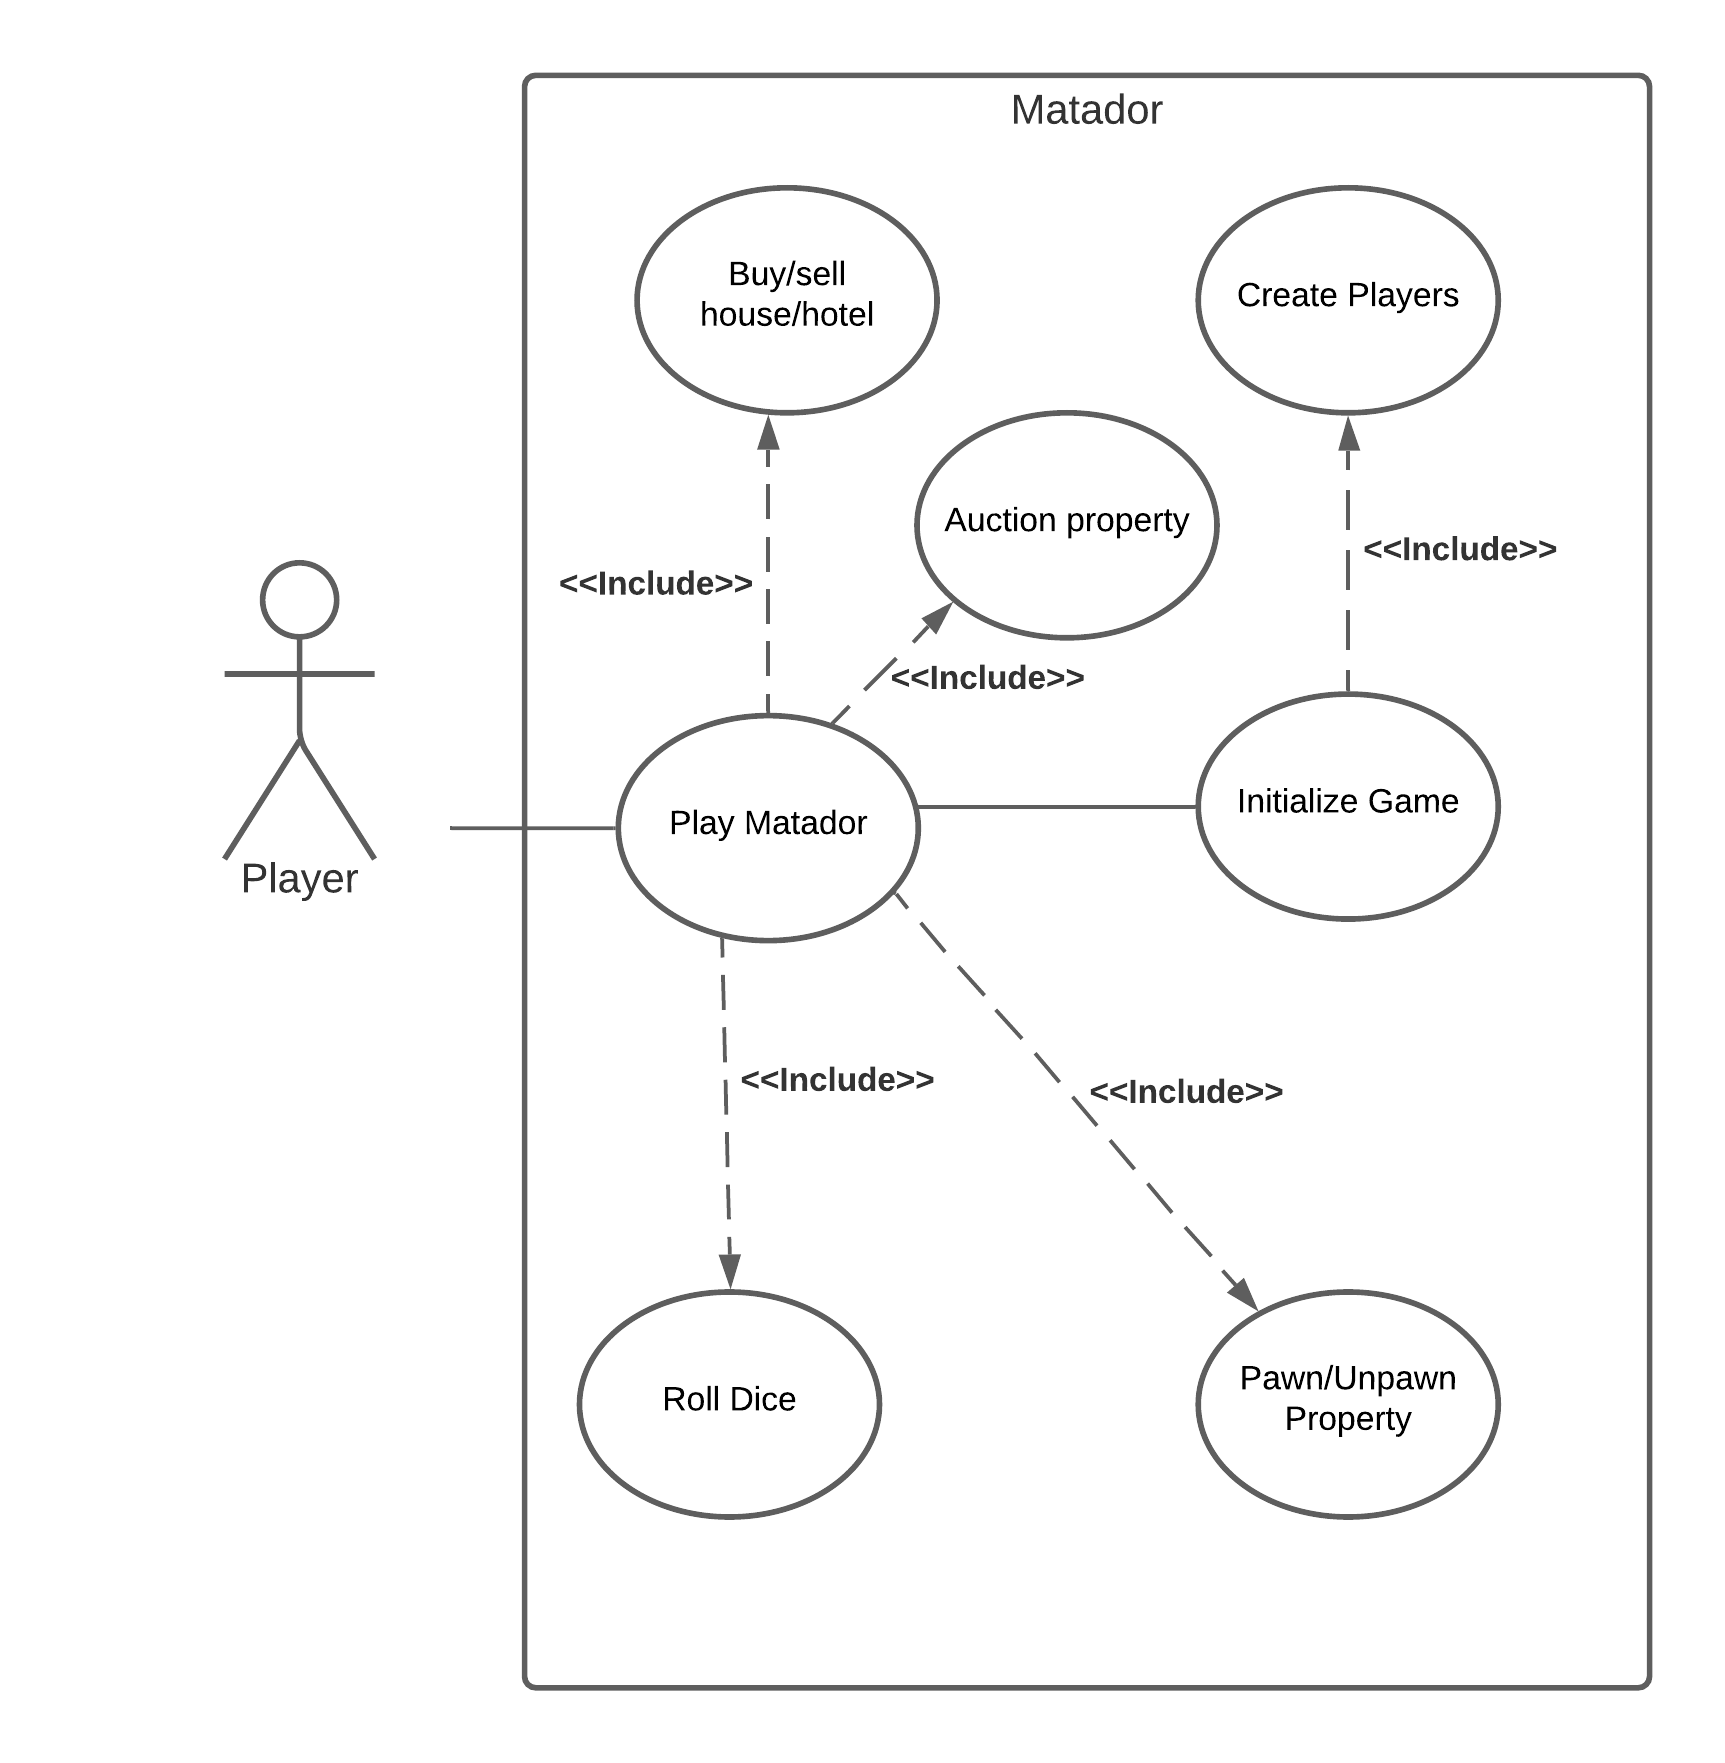 Matador
Buy/sell
house/hotel
Create Players
Auction property
<<Include>>
<<Include>>
<<Include>>
Play Matador
Initialize Game
Player
<<Include>>
<<Include>>
Roll Dice
Pawn/Unpawn
Property